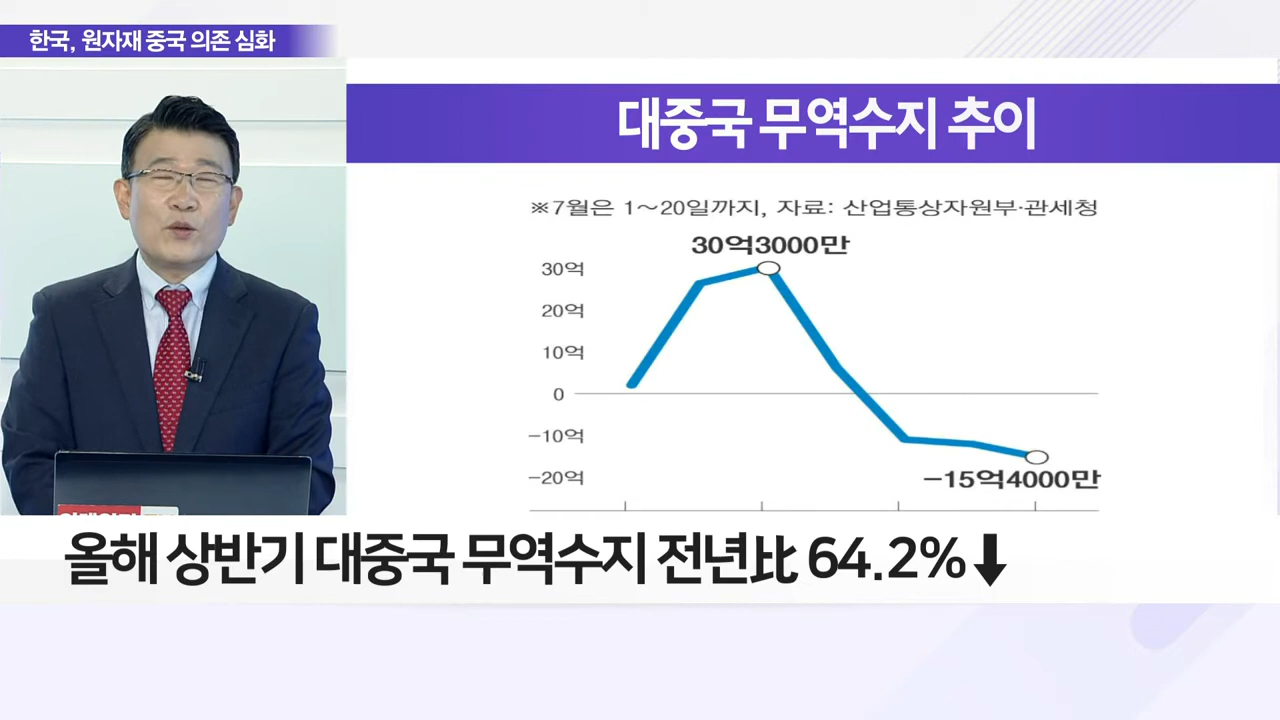 한국, 원자재 중국 의존 심화
대중국 무역수지 추이
※7월은 1~20일까지, 자료: 산업통상자원부·관세청
30억3000만
30억
20억
10억
0
-10억
-20억
-15억4000만
올해 상반기 대중국 무역수지 전년比 64.2%⬇